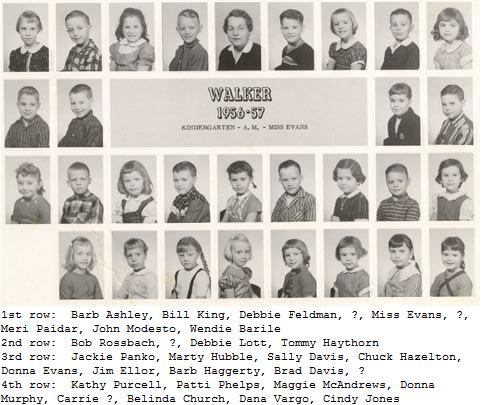 WALKER
1956-57
KINDERGARTEN - A. M. - MISS EVANS
1st row: Barb Ashley, Bill King, Debbie Feldman, ?, Miss Evans, ?,
Meri Paidar, John Modesto, Wendie Barile
2nd row: Bob Rossbach, ?, Debbie Lott, Tommy Haythorn
3rd row: Jackie Panko, Marty Hubble, Sally Davis, Chuck Hazelton,
Donna Evans, Jim Ellor, Barb Haggerty, Brad Davis, ?
4th row: Kathy Purcell, Patti Phelps, Maggie McAndrews, Donna
Murphy, Carrie ?, Belinda Church, Dana Vargo, Cindy Jones